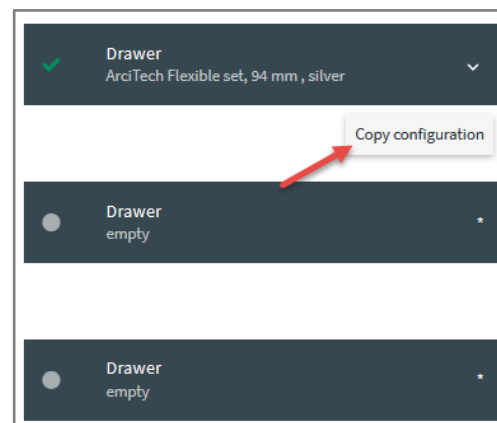 Drawer
ArciTech Flexible set, 94 mm , silver
Copy configuration
Drawer
empty
*
Drawer
empty
*